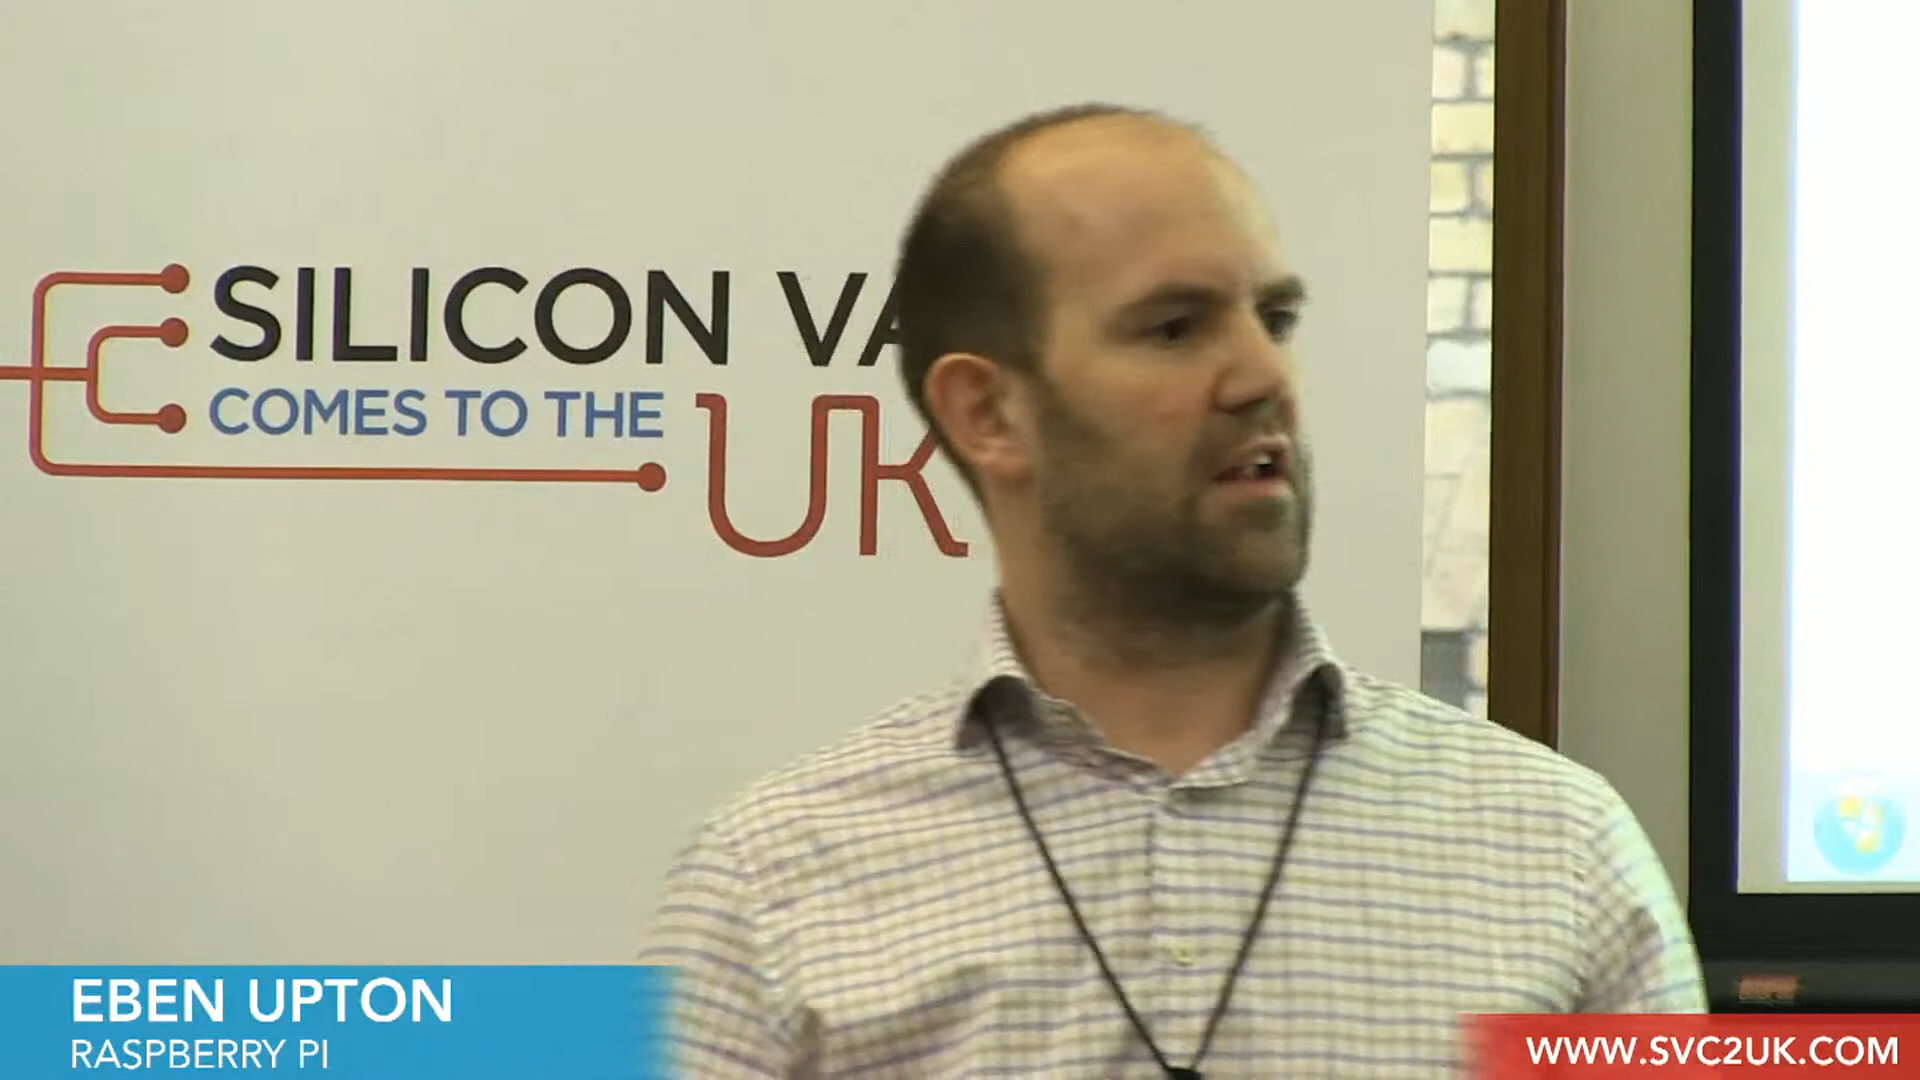 SILICON VA
COMES TO THE
UK
EBEN UPTON
RASPBERRY PI
WWW.SVC2UK.COM